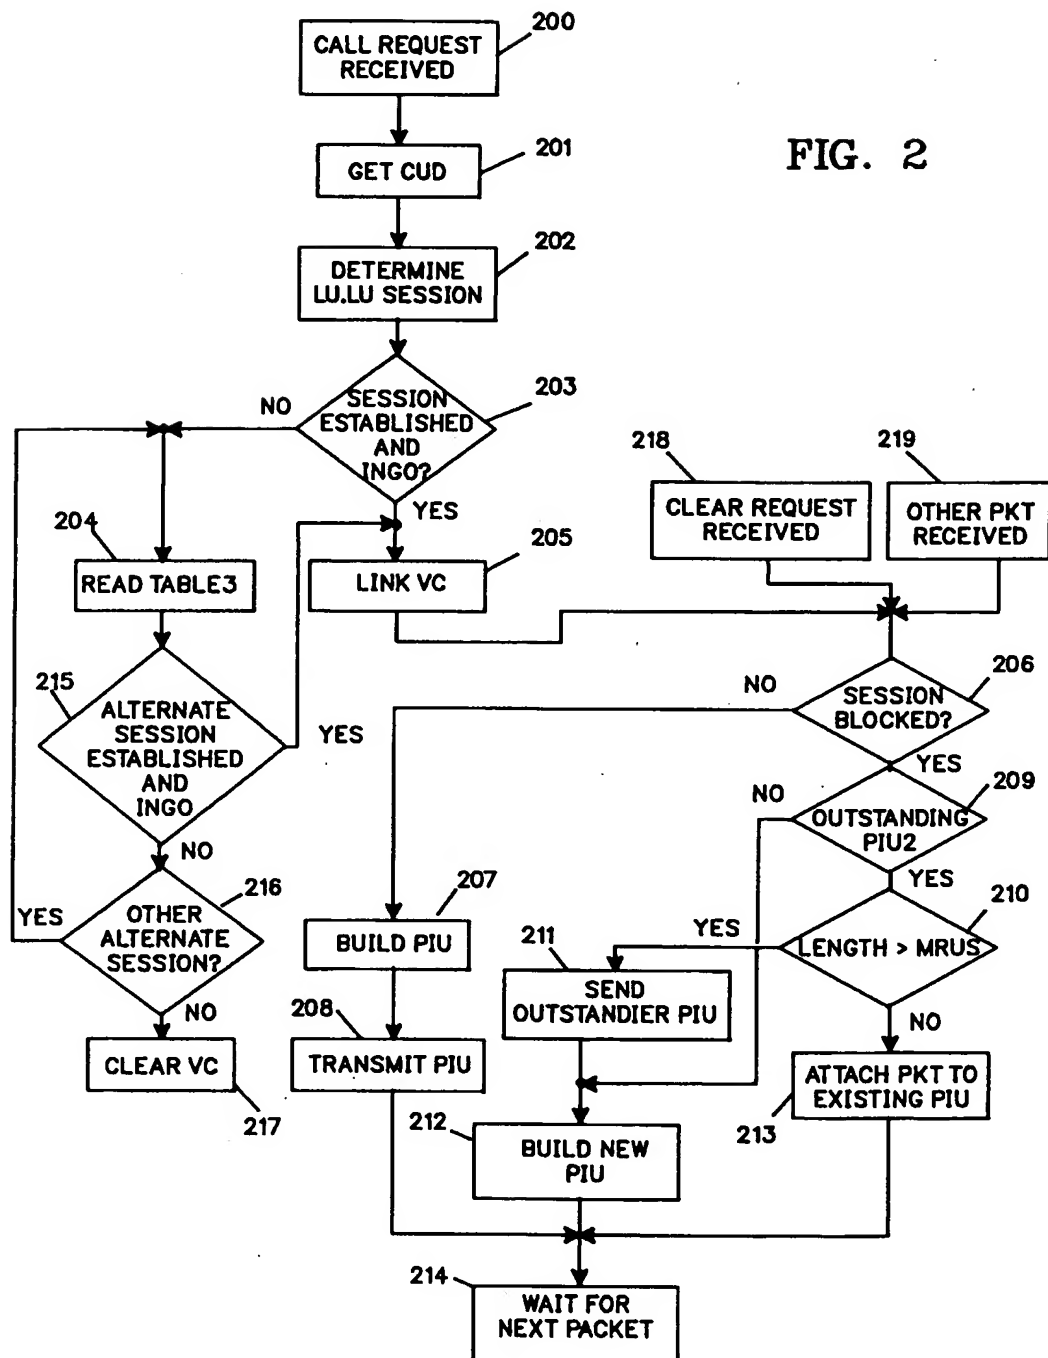 200
CALL REQUEST
RECEIVED
FIG. 2
201
GET CUD
202
DETERMINE
LU.LU SESSION
203
SESSION
ESTABLISHED
AND
INGO?
NO
YES
218
CLEAR REQUEST
RECEIVED
219
OTHER PKT
RECEIVED
204
READ TABLE3
205
LINK VC
215
ALTERNATE
SESSION
ESTABLISHED
AND
INGO
YES
NO
206
SESSION
BLOCKED?
NO
YES
209
OUTSTANDING
PIU2
NO
YES
216
OTHER
ALTERNATE
SESSION?
YES
NO
207
BUILD PIU
210
LENGTH > MRUS
YES
NO
211
SEND
OUTSTANDIER PIU
208
TRANSMIT PIU
CLEAR VC
217
ATTACH PKT TO
EXISTING PIU
213
212
BUILD NEW
PIU
214
WAIT FOR
NEXT PACKET